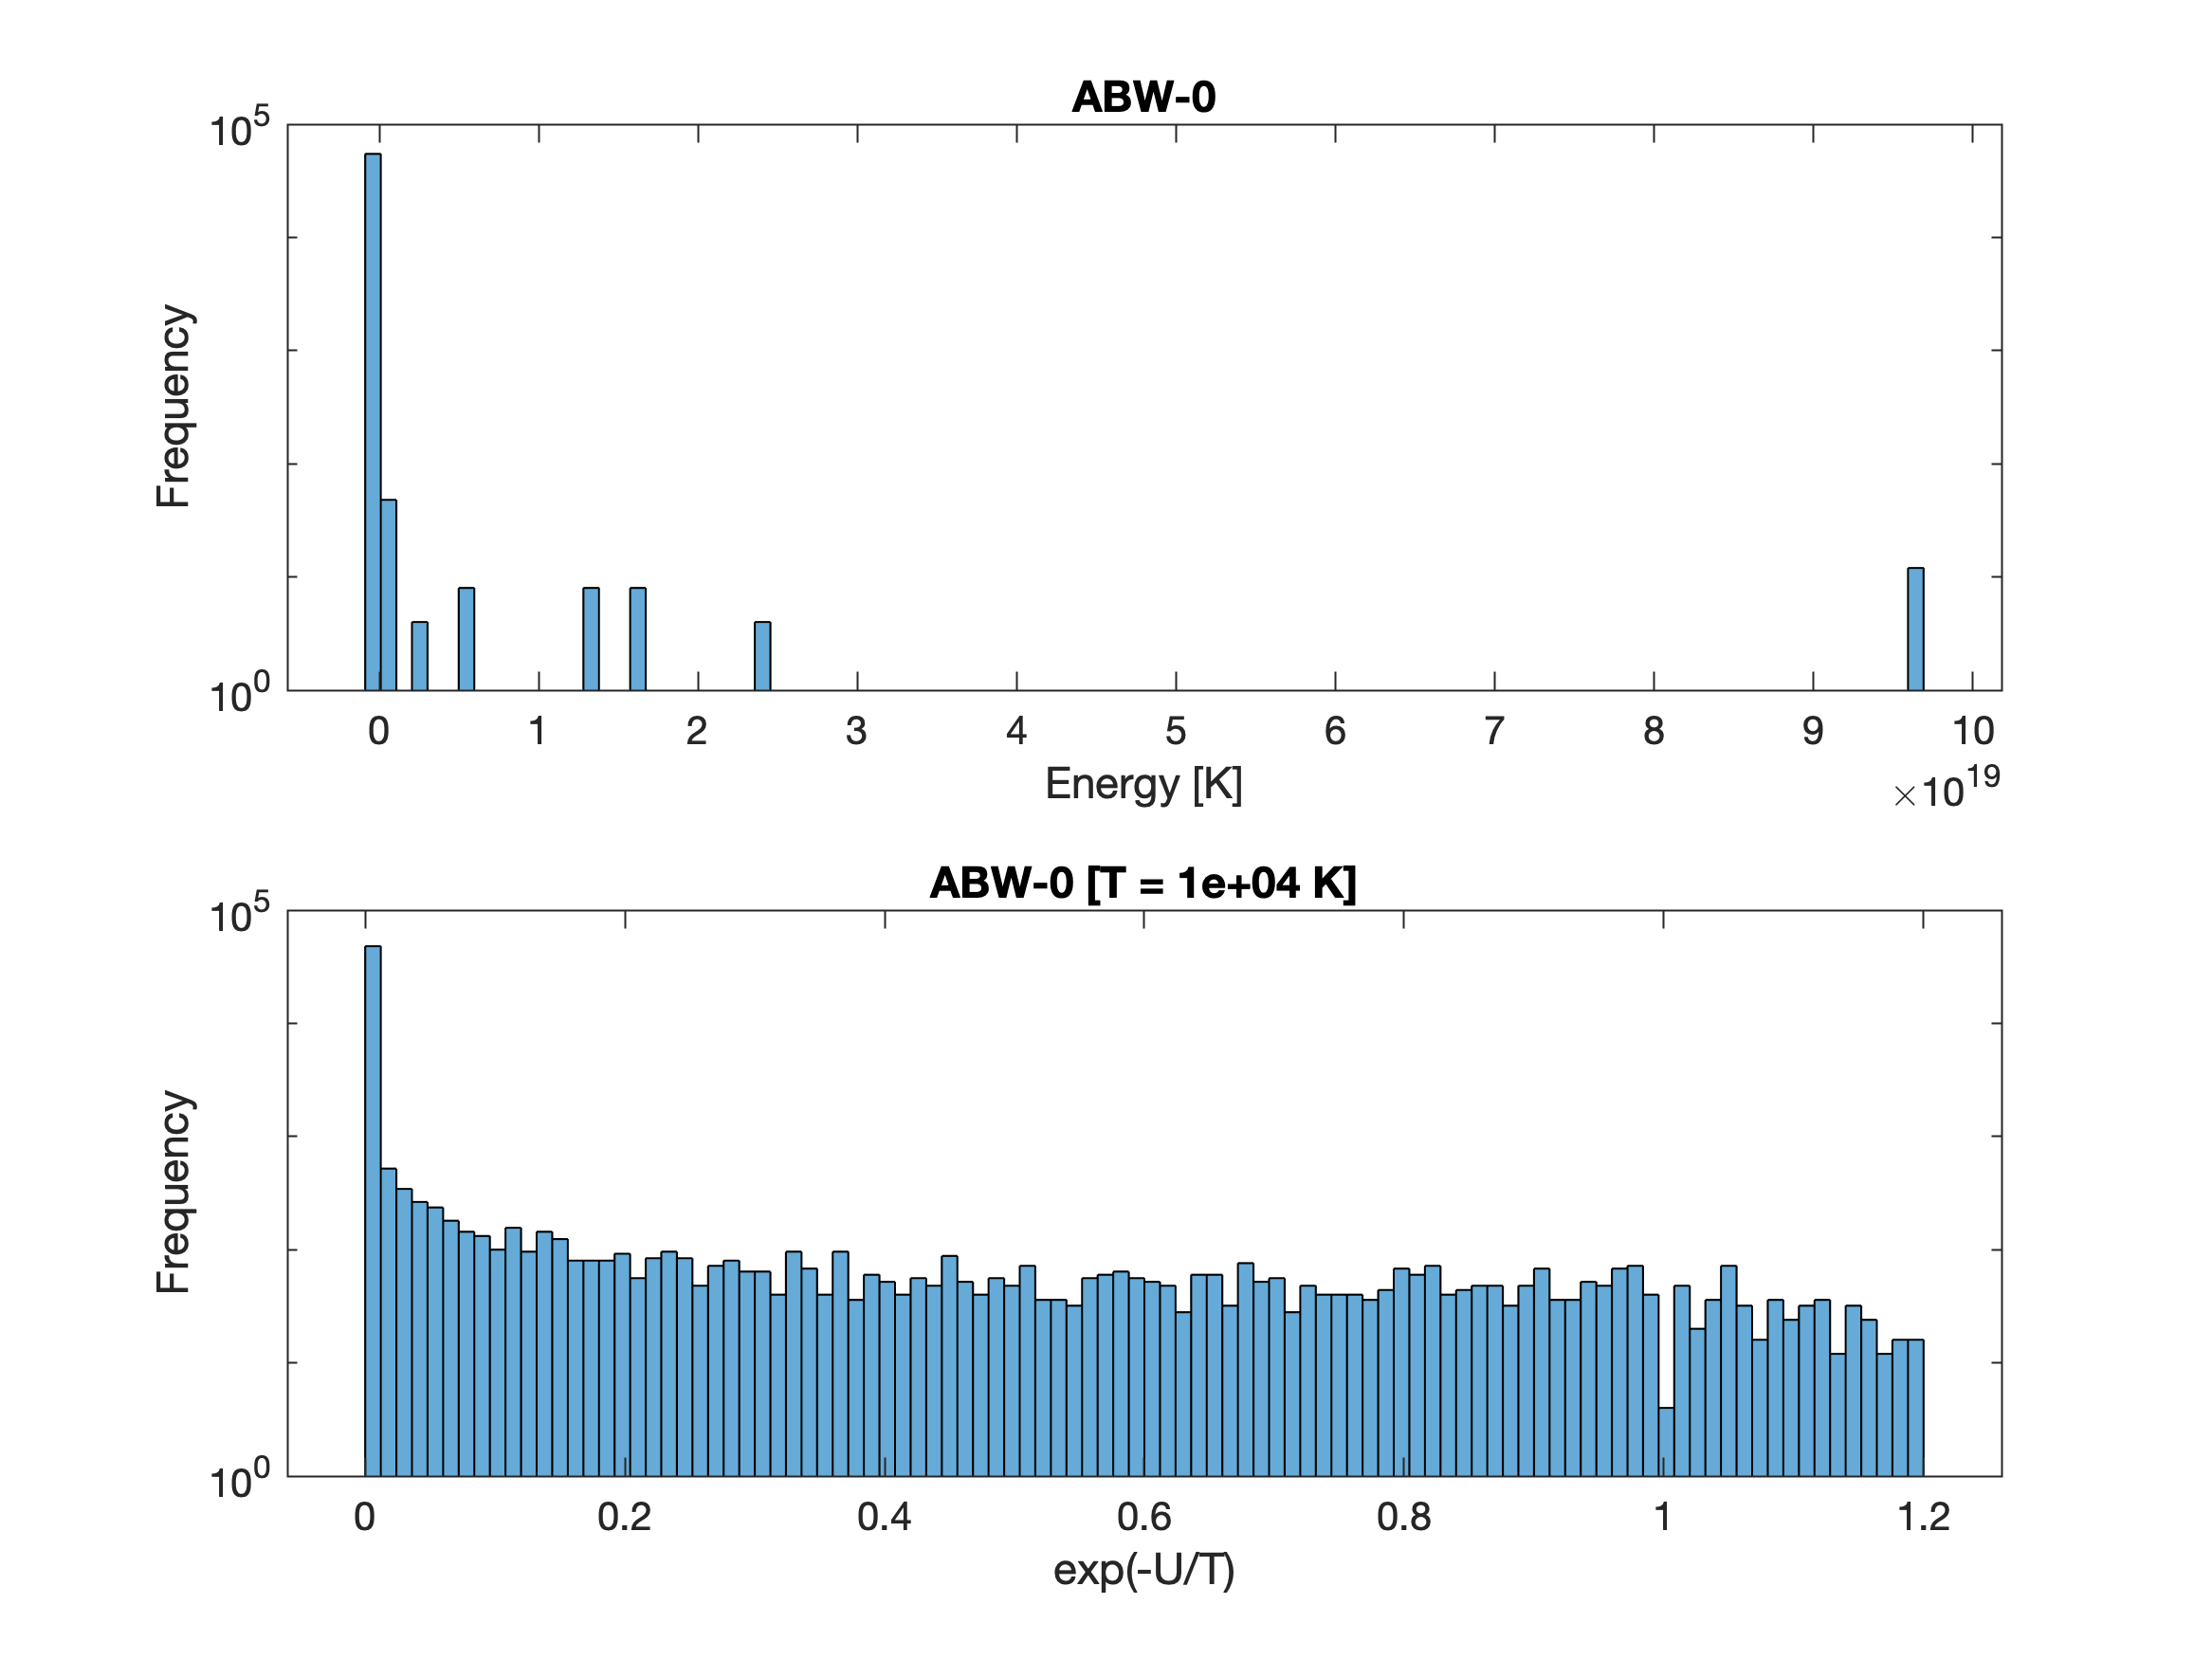 ABW-0
10^5
Frequency
10^0
0 1 2 3 4 5 6 7 8 9 10
Energy [K]
×10^19
ABW-0 [T = 1e+04 K]
10^5
Frequency
10^0
0 0.2 0.4 0.6 0.8 1 1.2
exp(-U/T)